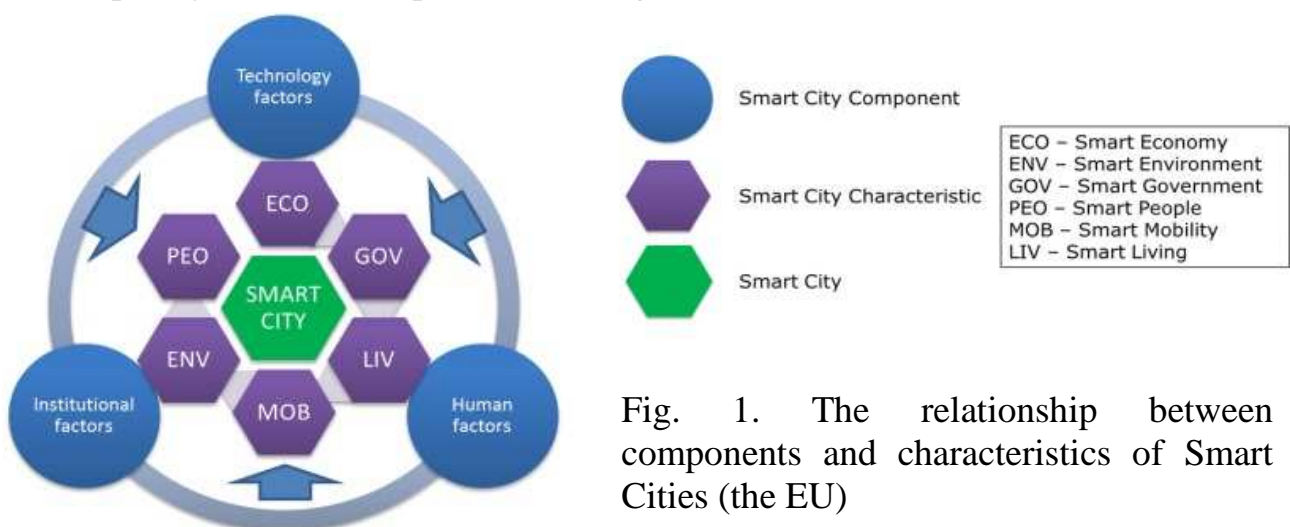 Technology
factors
ECO
PEO
GOV
SMART
CITY
ENV
LIV
MOB
Institutional
factors
Human
factors
Smart City Component
Smart City Characteristic
Smart City
ECO – Smart Economy
ENV – Smart Environment
GOV – Smart Government
PEO – Smart People
MOB – Smart Mobility
LIV – Smart Living
Fig. 1. The relationship between
components and characteristics of Smart
Cities (the EU)